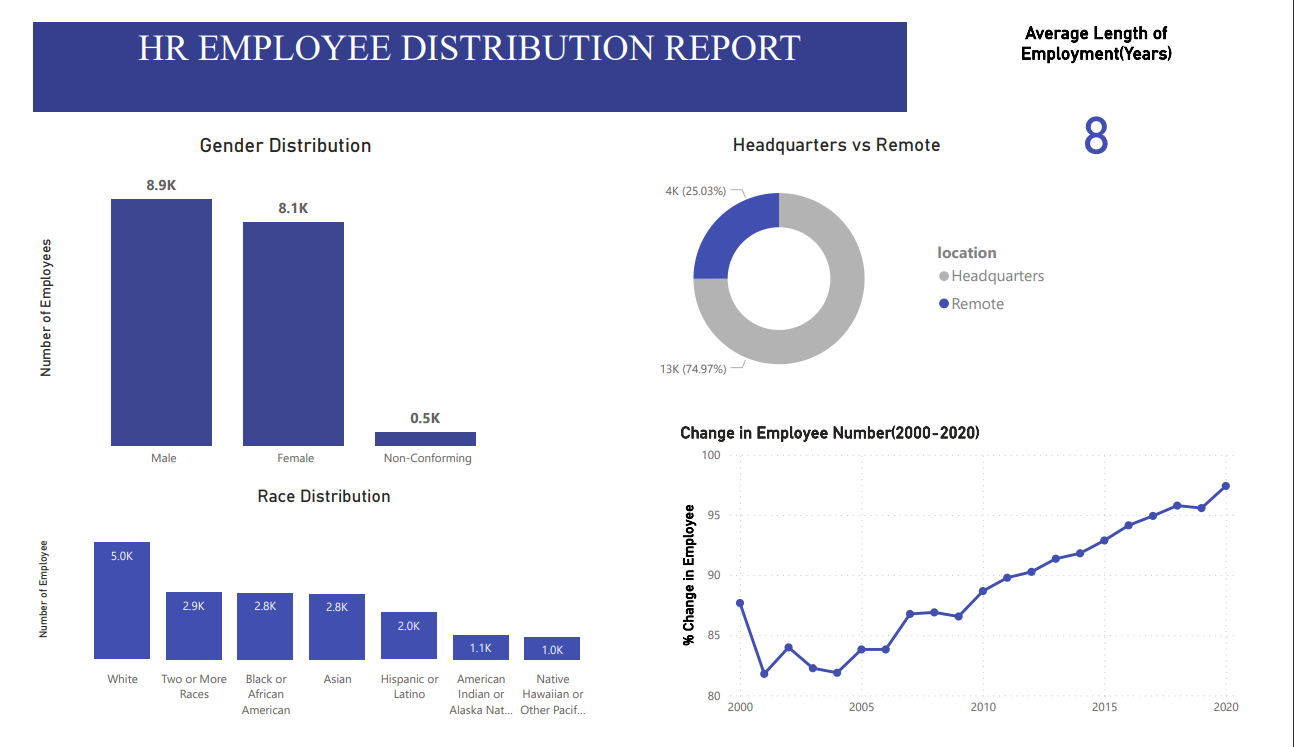 HR EMPLOYEE DISTRIBUTION REPORT
Average Length of
Employment(Years)
8
Gender Distribution
Number of Employees
8.9K
8.1K
0.5K
Male
Female
Non-Conforming
Headquarters vs Remote
4K (25.03%)
13K (74.97%)
location
Headquarters
Remote
Race Distribution
Number of Employee
5.0K
2.9K
2.8K
2.8K
2.0K
1.1K
1.0K
White
Two or More
Races
Black or
African
American
Asian
Hispanic or
Latino
American
Indian or
Alaska Nat...
Native
Hawaiian or
Other Pacif...
Change in Employee Number(2000-2020)
% Change in Employee
100
95
90
85
80
2000
2005
2010
2015
2020